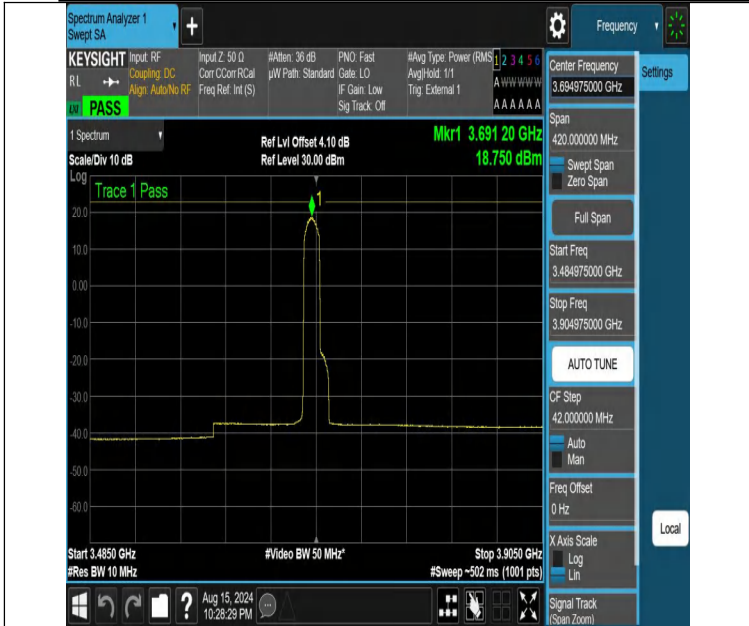 Spectrum Analyzer 1
Swept SA
Frequency
KEYSIGHT
RL
PASS
Input: RF
Coupling: DC
Align: Auto/No RF
Input Z: 50 Ω
Corr CCorr RCal
Freq Ref: Int (S)
#Atten: 36 dB
µW Path: Standard
PNO: Fast
Gate: LO
IF Gain: Low
Sig Track: Off
#Avg Type: Power (RMS
Avg|Hold: 1/1
Trig: External 1
1 2 3 4 5 6
A W W W W W
A A A A A A
1 Spectrum
Scale/Div 10 dB
Ref Lvl Offset 4.10 dB
Ref Level 30.00 dBm
Mkr1 3.691 20 GHz
18.750 dBm
Log
Trace 1 Pass
1
20.0
10.0
0.00
-10.0
-20.0
-30.0
-40.0
-50.0
-60.0
Start 3.4850 GHz
#Res BW 10 MHz
#Video BW 50 MHz*
Stop 3.9050 GHz
#Sweep ~502 ms (1001 pts)
Aug 15, 2024
10:28:29 PM
Center Frequency
3.694975000 GHz
Settings
Span
420.000000 MHz
Swept Span
Zero Span
Full Span
Start Freq
3.484975000 GHz
Stop Freq
3.904975000 GHz
AUTO TUNE
CF Step
42.000000 MHz
Auto
Man
Freq Offset
0 Hz
X Axis Scale
Log
Lin
Local
Signal Track
(Span Zoom)